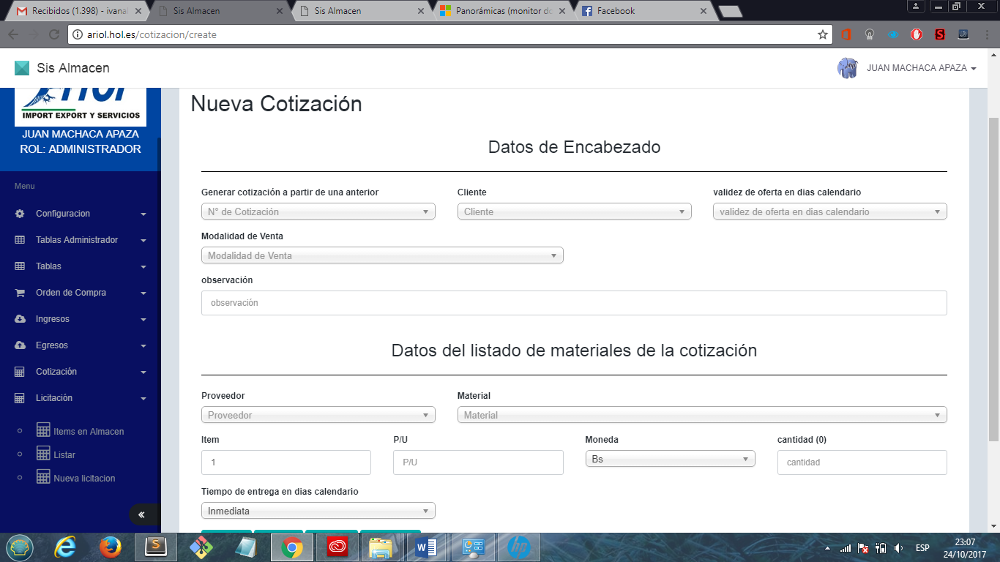 Recibidos (1.398) - ivanal
Sis Almacen
Sis Almacen
Panorámicas (monitor do
Facebook
ariol.hol.es/cotizacion/create
Sis Almacen
JUAN MACHACA APAZA
IMPORT EXPORT Y SERVICIOS
JUAN MACHACA APAZA
ROL: ADMINISTRADOR
Menu
Configuracion
Tablas Administrador
Tablas
Orden de Compra
Ingresos
Egresos
Cotización
Licitación
Items en Almacen
Listar
Nueva licitacion
«
Nueva Cotización
Datos de Encabezado
Generar cotización a partir de una anterior
N° de Cotización
Cliente
Cliente
validez de oferta en dias calendario
validez de oferta en dias calendario
Modalidad de Venta
Modalidad de Venta
observación
observación
Datos del listado de materiales de la cotización
Proveedor
Proveedor
Material
Material
Item
1
P/U
P/U
Moneda
Bs
cantidad (0)
cantidad
Tiempo de entrega en dias calendario
Inmediata
ESP
23:07
24/10/2017